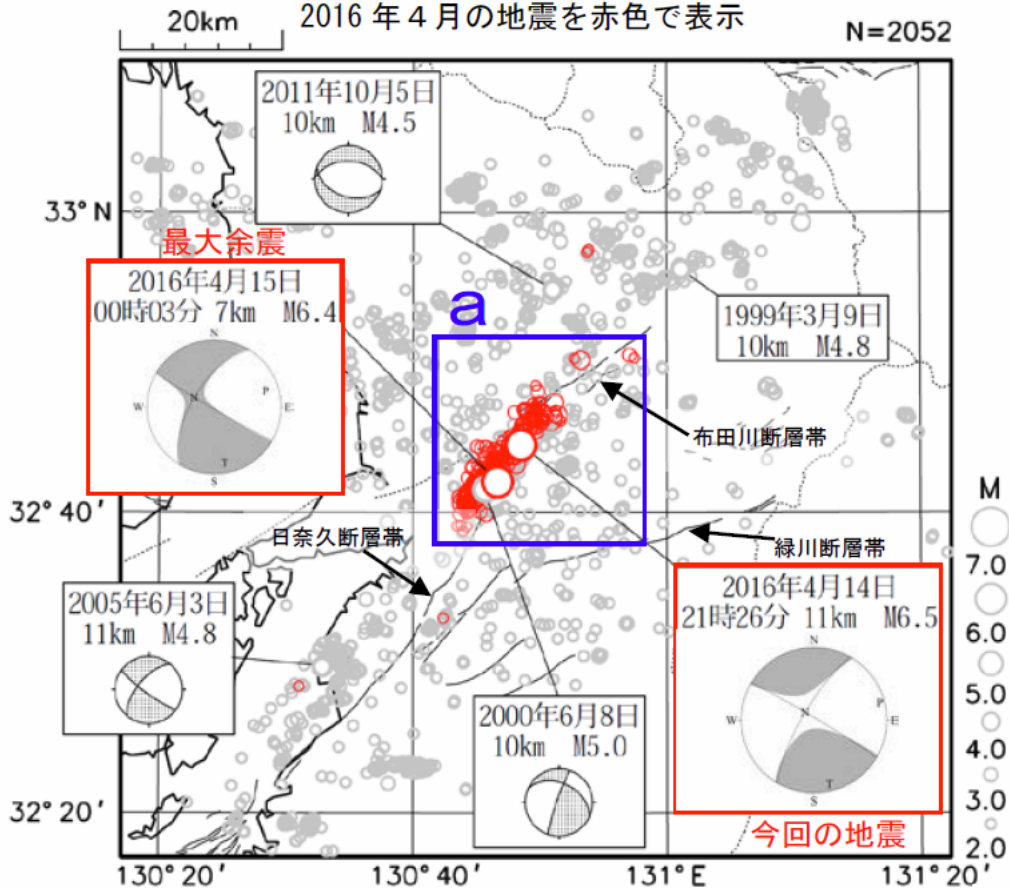 2016年4月の地震を赤色で表示
20km
N=2052
2011年10月5日
10km M4.5
33°N
最大余震
2016年4月15日
00時03分 7km M6.4
N
W
N
P
E
T
S
a
1999年3月9日
10km M4.8
布田川断層帯
32°40′
日奈久断層帯
緑川断層帯
M
7.0
6.0
5.0
4.0
3.0
2.0
2005年6月3日
11km M4.8
2016年4月14日
21時26分 11km M6.5
N
W
N
P
E
T
S
2000年6月8日
10km M5.0
32°20′
今回の地震
130°20′
130°40′
131°E
131°20′